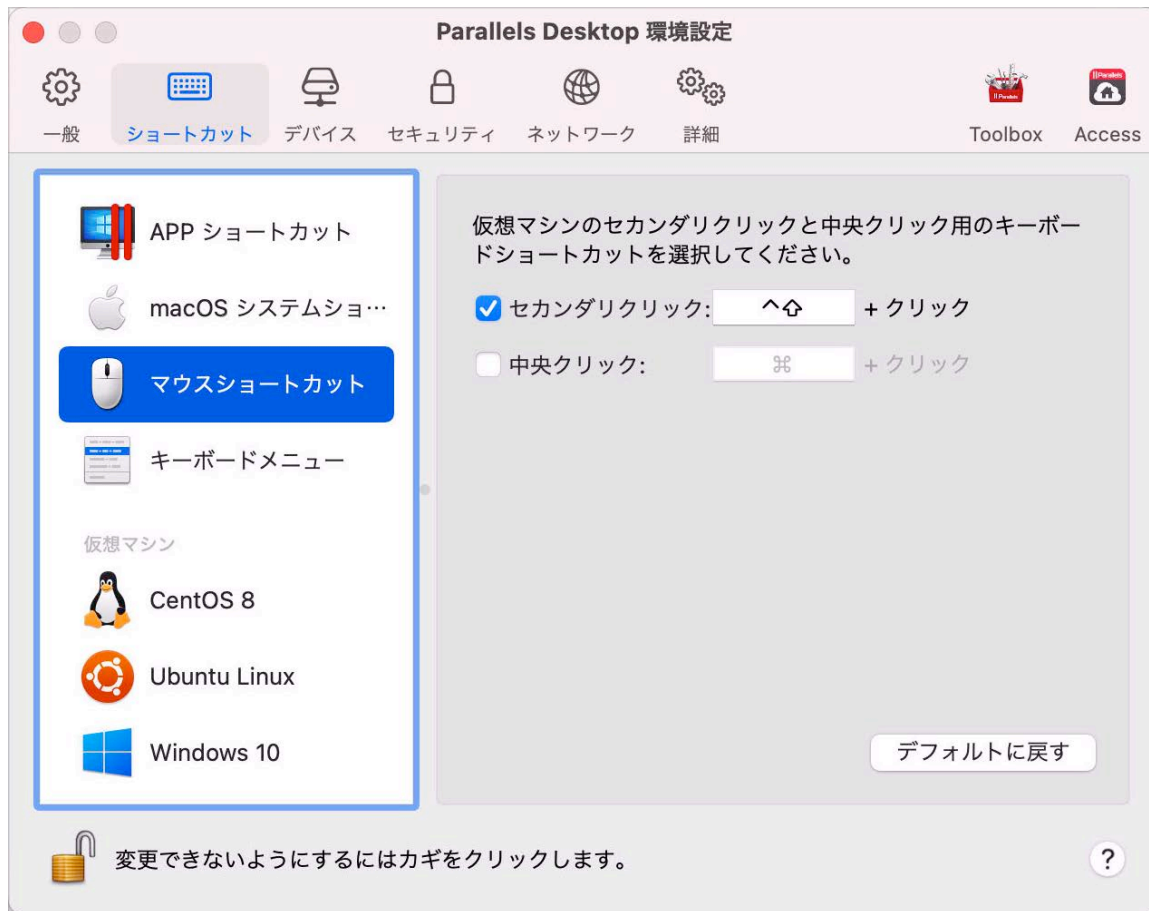 Parallels Desktop 環境設定
一般
ショートカット
デバイス
セキュリティ
ネットワーク
詳細
Toolbox
Access
APP ショートカット
macOS システムショ…
マウスショートカット
キーボードメニュー
仮想マシン
CentOS 8
Ubuntu Linux
Windows 10
仮想マシンのセカンダリクリックと中央クリック用のキーボー
ドショートカットを選択してください。
セカンダリクリック: ^⇧ + クリック
中央クリック: ⌘ + クリック
デフォルトに戻す
変更できないようにするにはカギをクリックします。
?